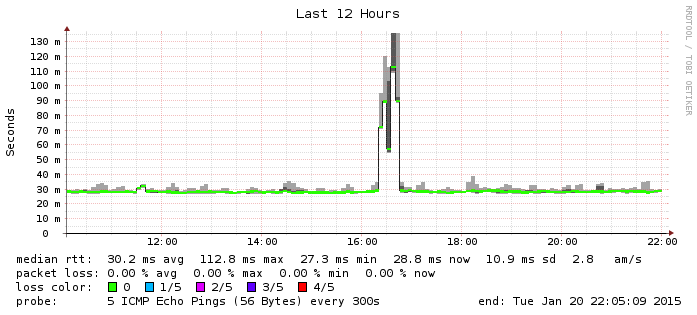 Last 12 Hours
RRDTOOL / TOBI OETIKER
Seconds
130 m
120 m
110 m
100 m
90 m
80 m
70 m
60 m
50 m
40 m
30 m
20 m
10 m
0
12:00 14:00 16:00 18:00 20:00 22:00
median rtt: 30.2 ms avg 112.8 ms max 27.3 ms min 28.8 ms now 10.9 ms sd 2.8 am/s
packet loss: 0.00 % avg 0.00 % max 0.00 % min 0.00 % now
loss color: 0 1/5 2/5 3/5 4/5
probe: 5 ICMP Echo Pings (56 Bytes) every 300s end: Tue Jan 20 22:05:09 2015